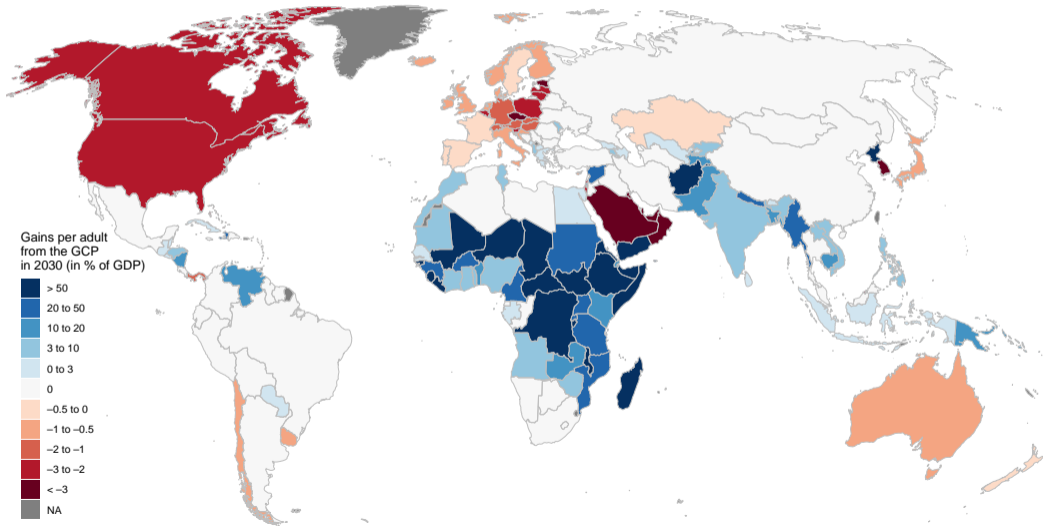 Gains per adult
from the GCP
in 2030 (in % of GDP)
> 50
20 to 50
10 to 20
3 to 10
0 to 3
0
–0.5 to 0
–1 to –0.5
–2 to –1
–3 to –2
< –3
NA